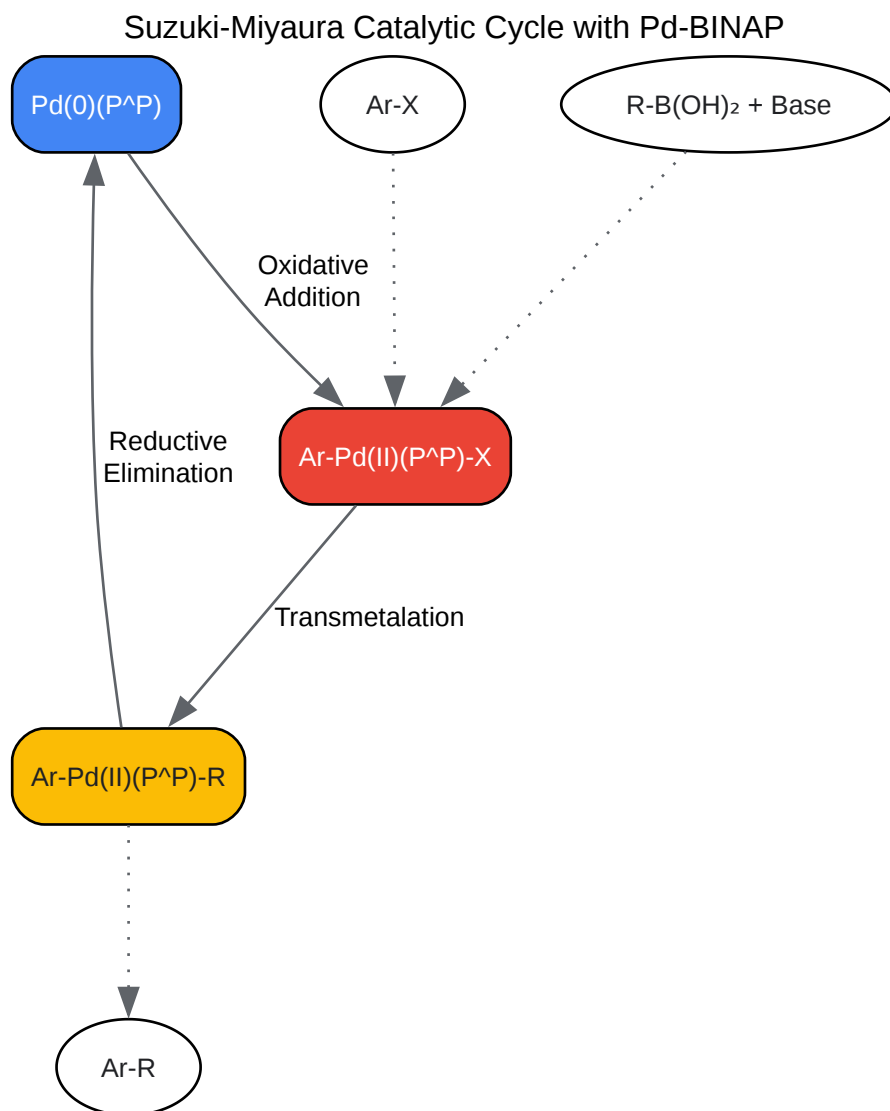 Suzuki-Miyaura Catalytic Cycle with Pd-BINAP
Pd(0)(P^P)
Ar-X
R-B(OH)₂ + Base
Oxidative
Addition
Reductive
Elimination
Ar-Pd(II)(P^P)-X
Transmetalation
Ar-Pd(II)(P^P)-R
Ar-R